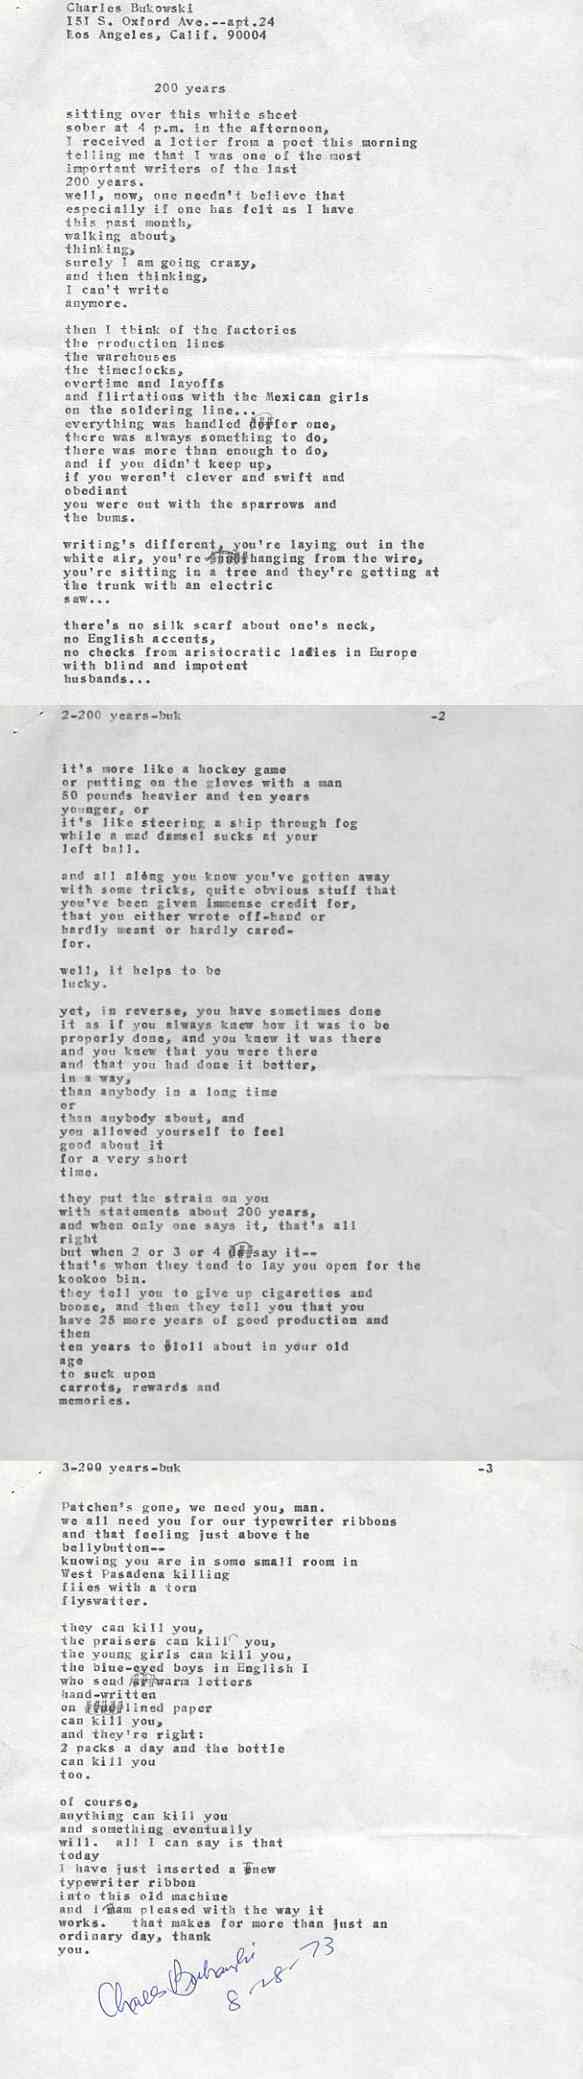 Charles Bukowski
151 S. Oxford Ave.--apt.24
Los Angeles, Calif. 90004
200 years
sitting over this white sheet
sober at 4 p.m. in the afternoon,
I received a letter from a poet this morning
telling me that I was one of the most
important writers of the last
200 years.
well, now, one needn't believe that
especially if one has felt as I have
this past month,
walking about,
thinking,
surely I am going crazy,
and then thinking,
I can't write
anymore.
then I think of the factories
the production lines
the warehouses
the timeclocks,
overtime and layoffs
and flirtations with the Mexican girls
on the soldering line...
everything was handled for one,
there was always something to do,
there was more than enough to do,
and if you didn't keep up,
if you weren't clever and swift and
obediant
you were out with the sparrows and
the bums.
writing's different, you're laying out in the
white air, you're hanging from the wire,
you're sitting in a tree and they're getting at
the trunk with an electric
saw...
there's no silk scarf about one's neck,
no English accents,
no checks from aristocratic ladies in Europe
with blind and impotent
husbands...
2-200 years-buk -2
it's more like a hockey game
or putting on the gloves with a man
50 pounds heavier and ten years
younger, or
it's like steering a ship through fog
while a mad damsel sucks at your
left ball.
and all along you know you've gotten away
with some tricks, quite obvious stuff that
you've been given immense credit for,
that you either wrote off-hand or
hardly meant or hardly cared-
for.
well, it helps to be
lucky.
yet, in reverse, you have sometimes done
it as if you always knew how it was to be
properly done, and you knew it was there
and you knew that you were there
and that you had done it better,
in a way,
than anybody in a long time
or
than anybody about, and
you allowed yourself to feel
good about it
for a very short
time.
they put the strain on you
with statements about 200 years,
and when only one says it, that's all
right
but when 2 or 3 or 4 say it--
that's when they tend to lay you open for the
kookoo bin.
they tell you to give up cigarettes and
booze, and then they tell you that you
have 25 more years of good production and
then
ten years to loll about in your old
age
to suck upon
carrots, rewards and
memories.
3-200 years-buk -3
Patchen's gone, we need you, man.
we all need you for our typewriter ribbons
and that feeling just above the
bellybutton--
knowing you are in some small room in
West Pasadena killing
flies with a torn
flyswatter.
they can kill you,
the praisers can kill you,
the young girls can kill you,
the blue-eyed boys in English I
who send warm letters
hand-written
on lined paper
can kill you,
and they're right:
2 packs a day and the bottle
can kill you
too.
of course,
anything can kill you
and something eventually
will. all I can say is that
today
I have just inserted a new
typewriter ribbon
into this old machine
and I am pleased with the way it
works. that makes for more than just an
ordinary day, thank
you.
Charles Bukowski
8-28-73